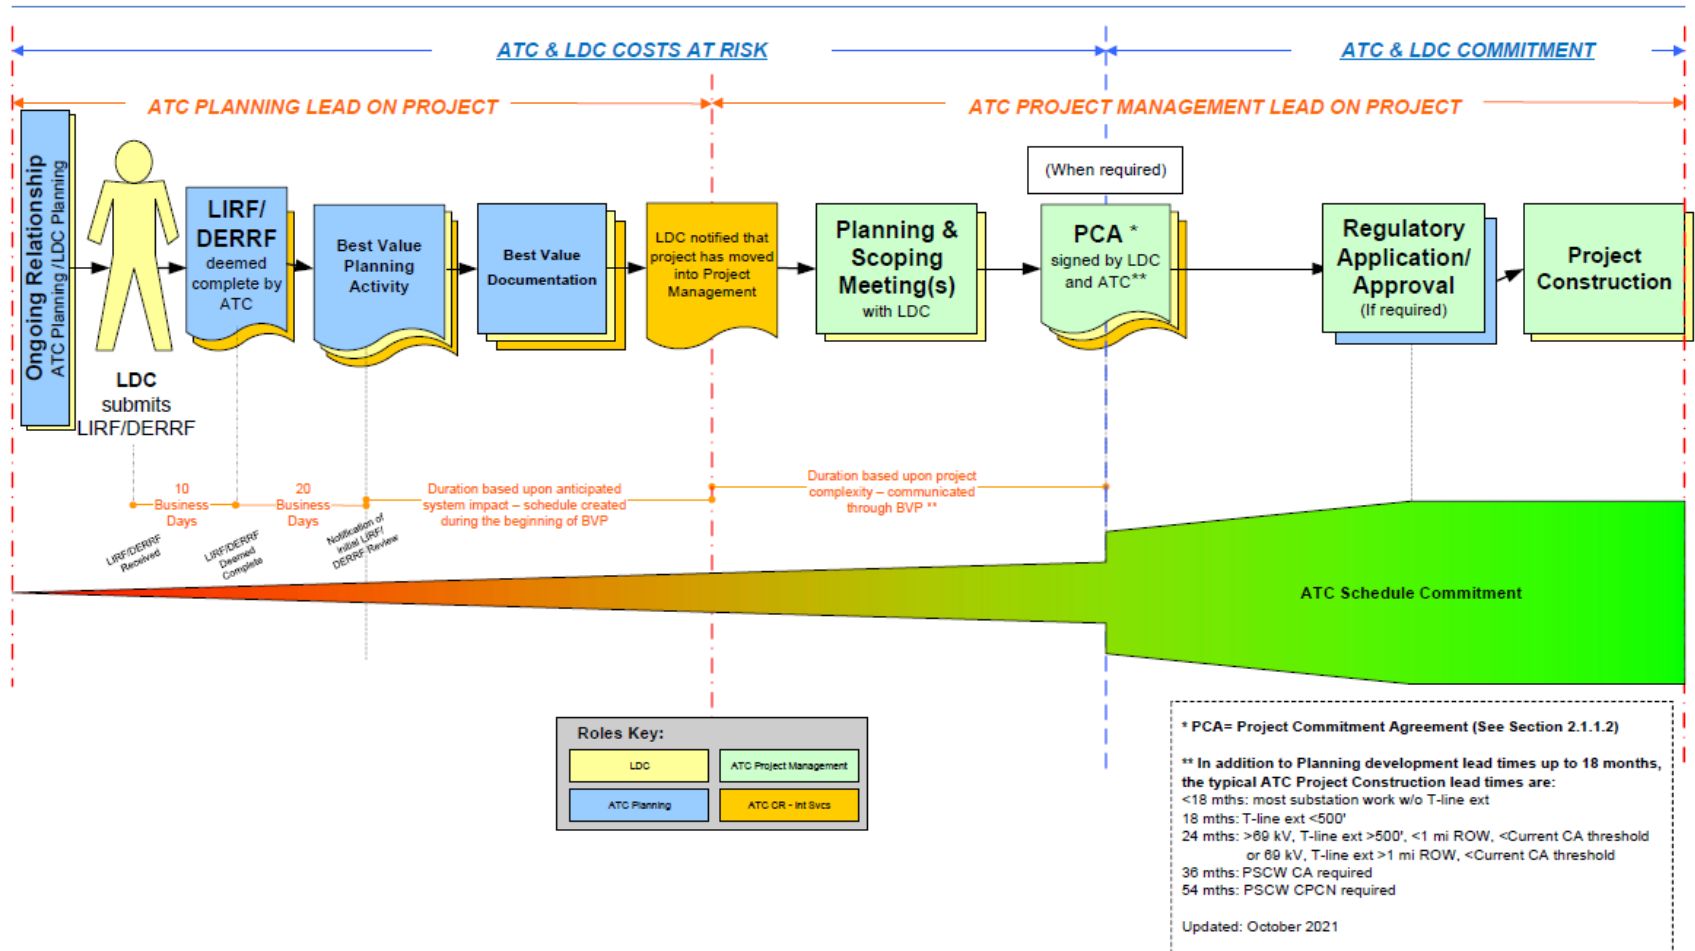 ATC & LDC COSTS AT RISK
ATC & LDC COMMITMENT
ATC PLANNING LEAD ON PROJECT
ATC PROJECT MANAGEMENT LEAD ON PROJECT
Ongoing Relationship
ATC Planning /LDC Planning
LDC
submits
LIRF/DERRF
LIRF/
DERRF
deemed
complete by
ATC
Best Value
Planning
Activity
Best Value
Documentation
LDC notified that
project has moved
into Project
Management
Planning &
Scoping
Meeting(s)
with LDC
(When required)
PCA *
signed by LDC
and ATC**
Regulatory
Application/
Approval
(If required)
Project
Construction
10
Business
Days
20
Business
Days
Duration based upon anticipated
system impact – schedule created
during the beginning of BVP
Duration based upon project
complexity – communicated
through BVP **
LIRF/DERRF
Received
LIRF/DERRF
Deemed
Complete
Notification of
initial LIRF/
DERRF Review
ATC Schedule Commitment
Roles Key:
LDC
ATC Project Management
ATC Planning
ATC CR - Int Svcs
* PCA= Project Commitment Agreement (See Section 2.1.1.2)
** In addition to Planning development lead times up to 18 months,
the typical ATC Project Construction lead times are:
<18 mths: most substation work w/o T-line ext
18 mths: T-line ext <500'
24 mths: >69 kV, T-line ext >500', <1 mi ROW, <Current CA threshold
or 69 kV, T-line ext >1 mi ROW, <Current CA threshold
36 mths: PSCW CA required
54 mths: PSCW CPCN required
Updated: October 2021